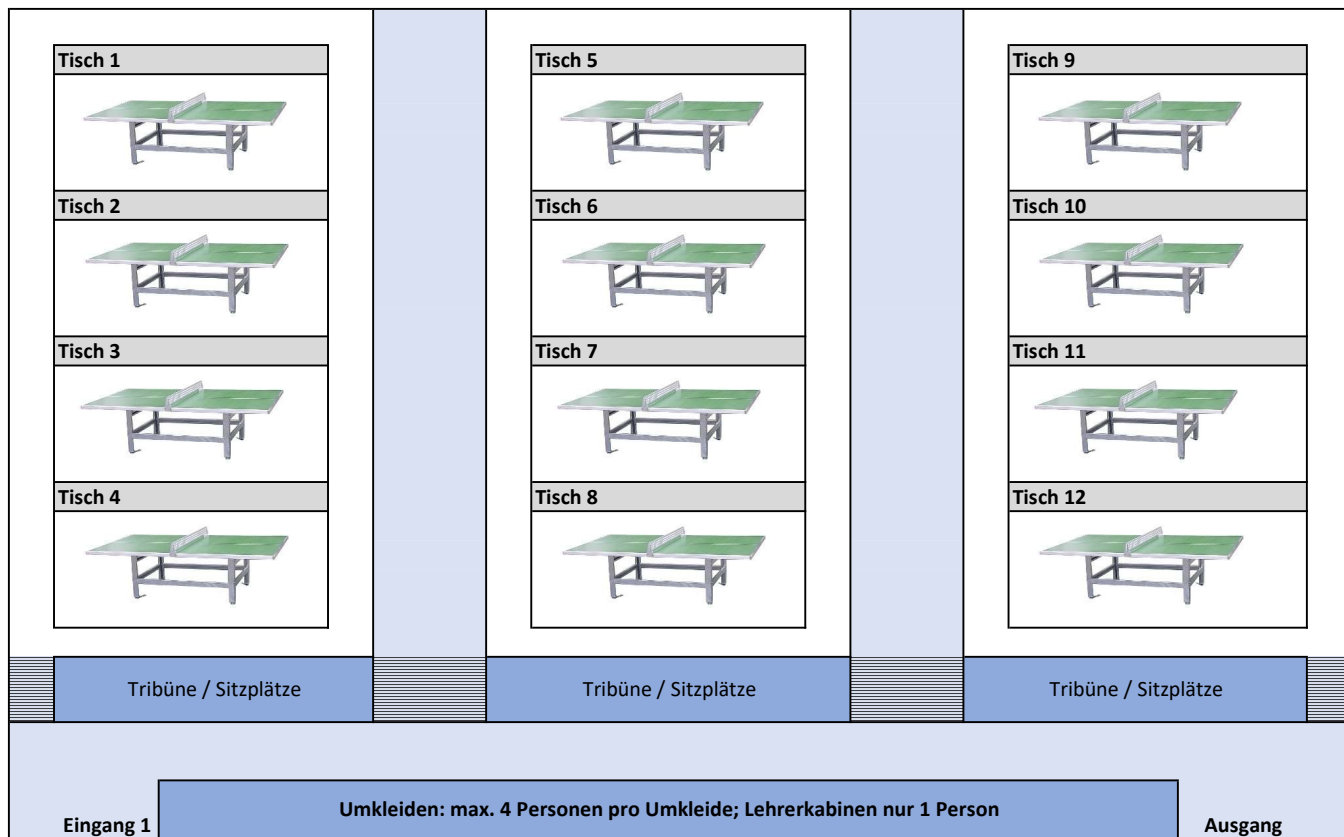 Tisch 1
Tisch 5
Tisch 9
Tisch 2
Tisch 6
Tisch 10
Tisch 3
Tisch 7
Tisch 11
Tisch 4
Tisch 8
Tisch 12
Tribüne / Sitzplätze
Tribüne / Sitzplätze
Tribüne / Sitzplätze
Umkleiden: max. 4 Personen pro Umkleide; Lehrerkabinen nur 1 Person
Eingang 1
Ausgang